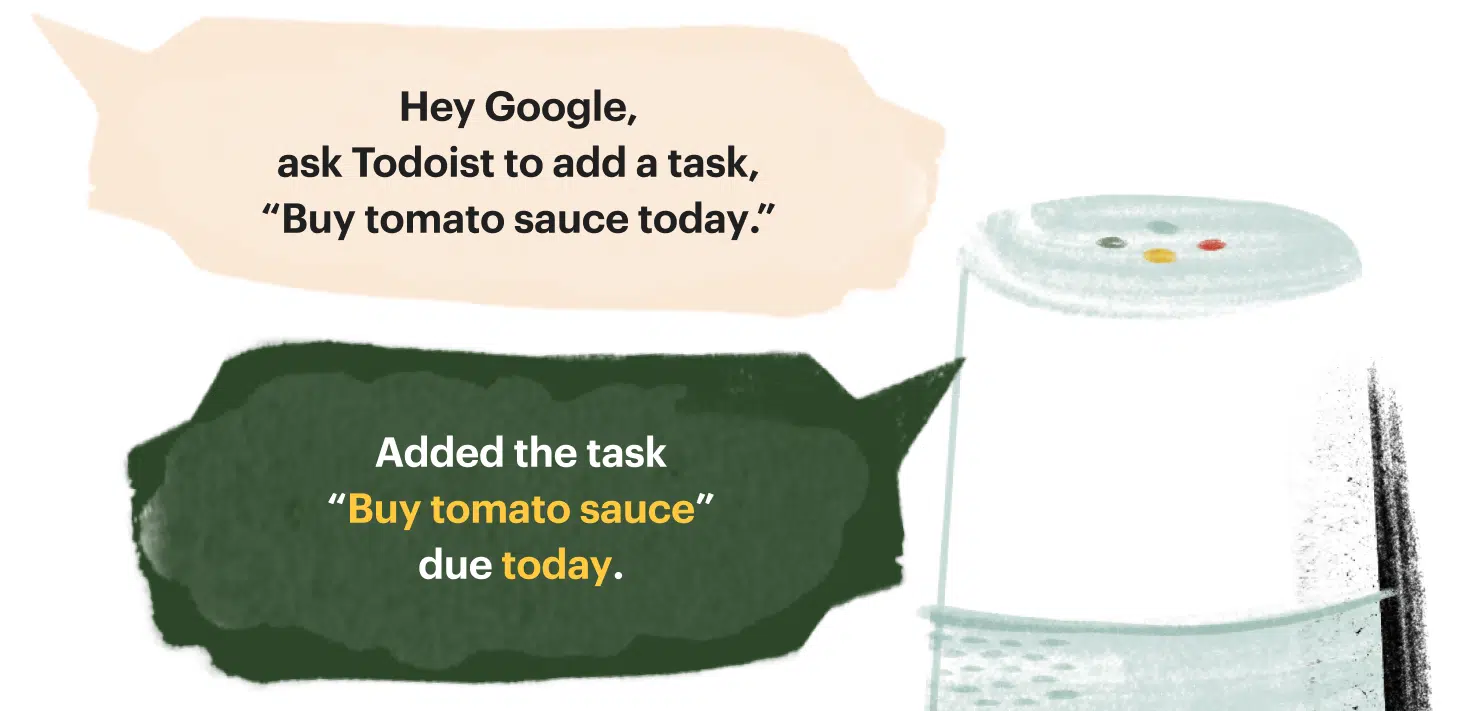 Hey Google,
ask Todoist to add a task,
“Buy tomato sauce today.”
Added the task
“Buy tomato sauce”
due today.